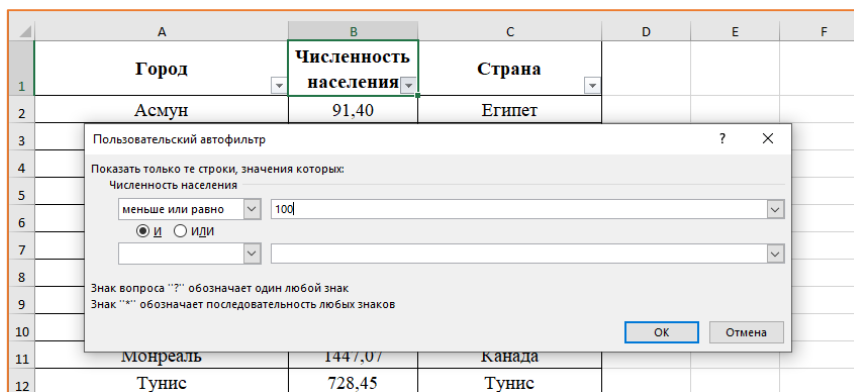 A B C D E F
Город Численность населения Страна
1
2 Асмун 91,40 Египет
3 Пользовательский автофильтр ?
4 Показать только те строки, значения которых:
Численность населения
5 меньше или равно 100
6 И ИЛИ
7
8 Знак вопроса "?" обозначает один любой знак
9 Знак "*" обозначает последовательность любых знаков
10 ОК Отмена
11 Монреаль 1447,07 Канада
12 Тунис 728,45 Тунис